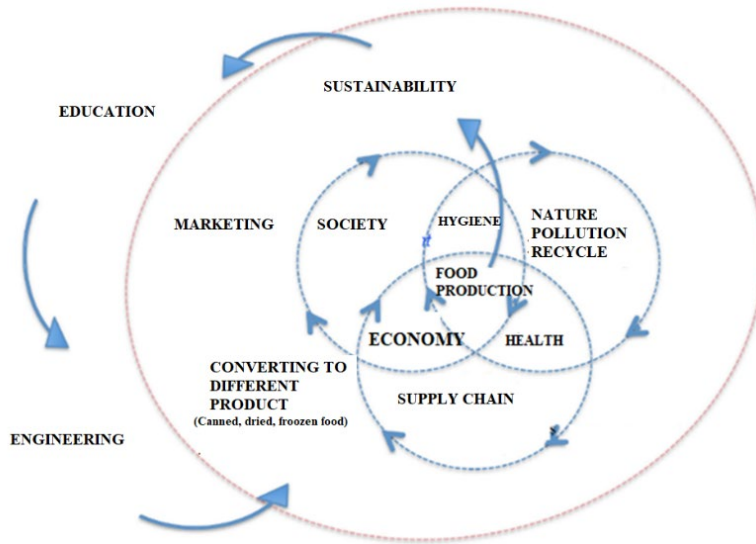 SUSTAINABILITY
EDUCATION
MARKETING
SOCIETY
HYGIENE
NATURE
POLLUTION
RECYCLE
FOOD
PRODUCTION
ECONOMY
HEALTH
CONVERTING TO
DIFFERENT
PRODUCT
(Canned, dried, froozen food)
SUPPLY CHAIN
ENGINEERING